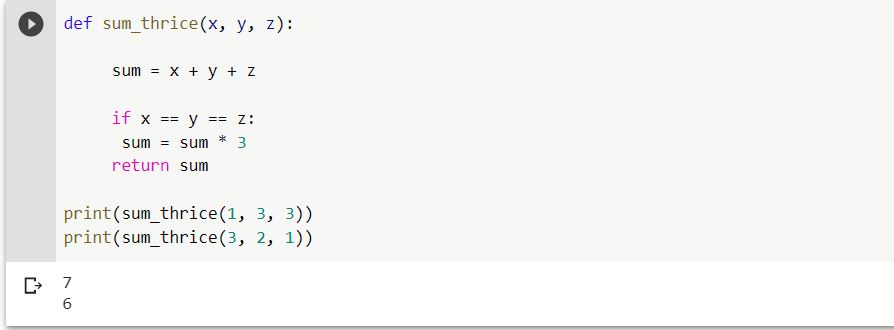 def sum_thrice(x, y, z):
sum = x + y + z
if x == y == z:
sum = sum * 3
return sum
print(sum_thrice(1, 3, 3))
print(sum_thrice(3, 2, 1))
7
6